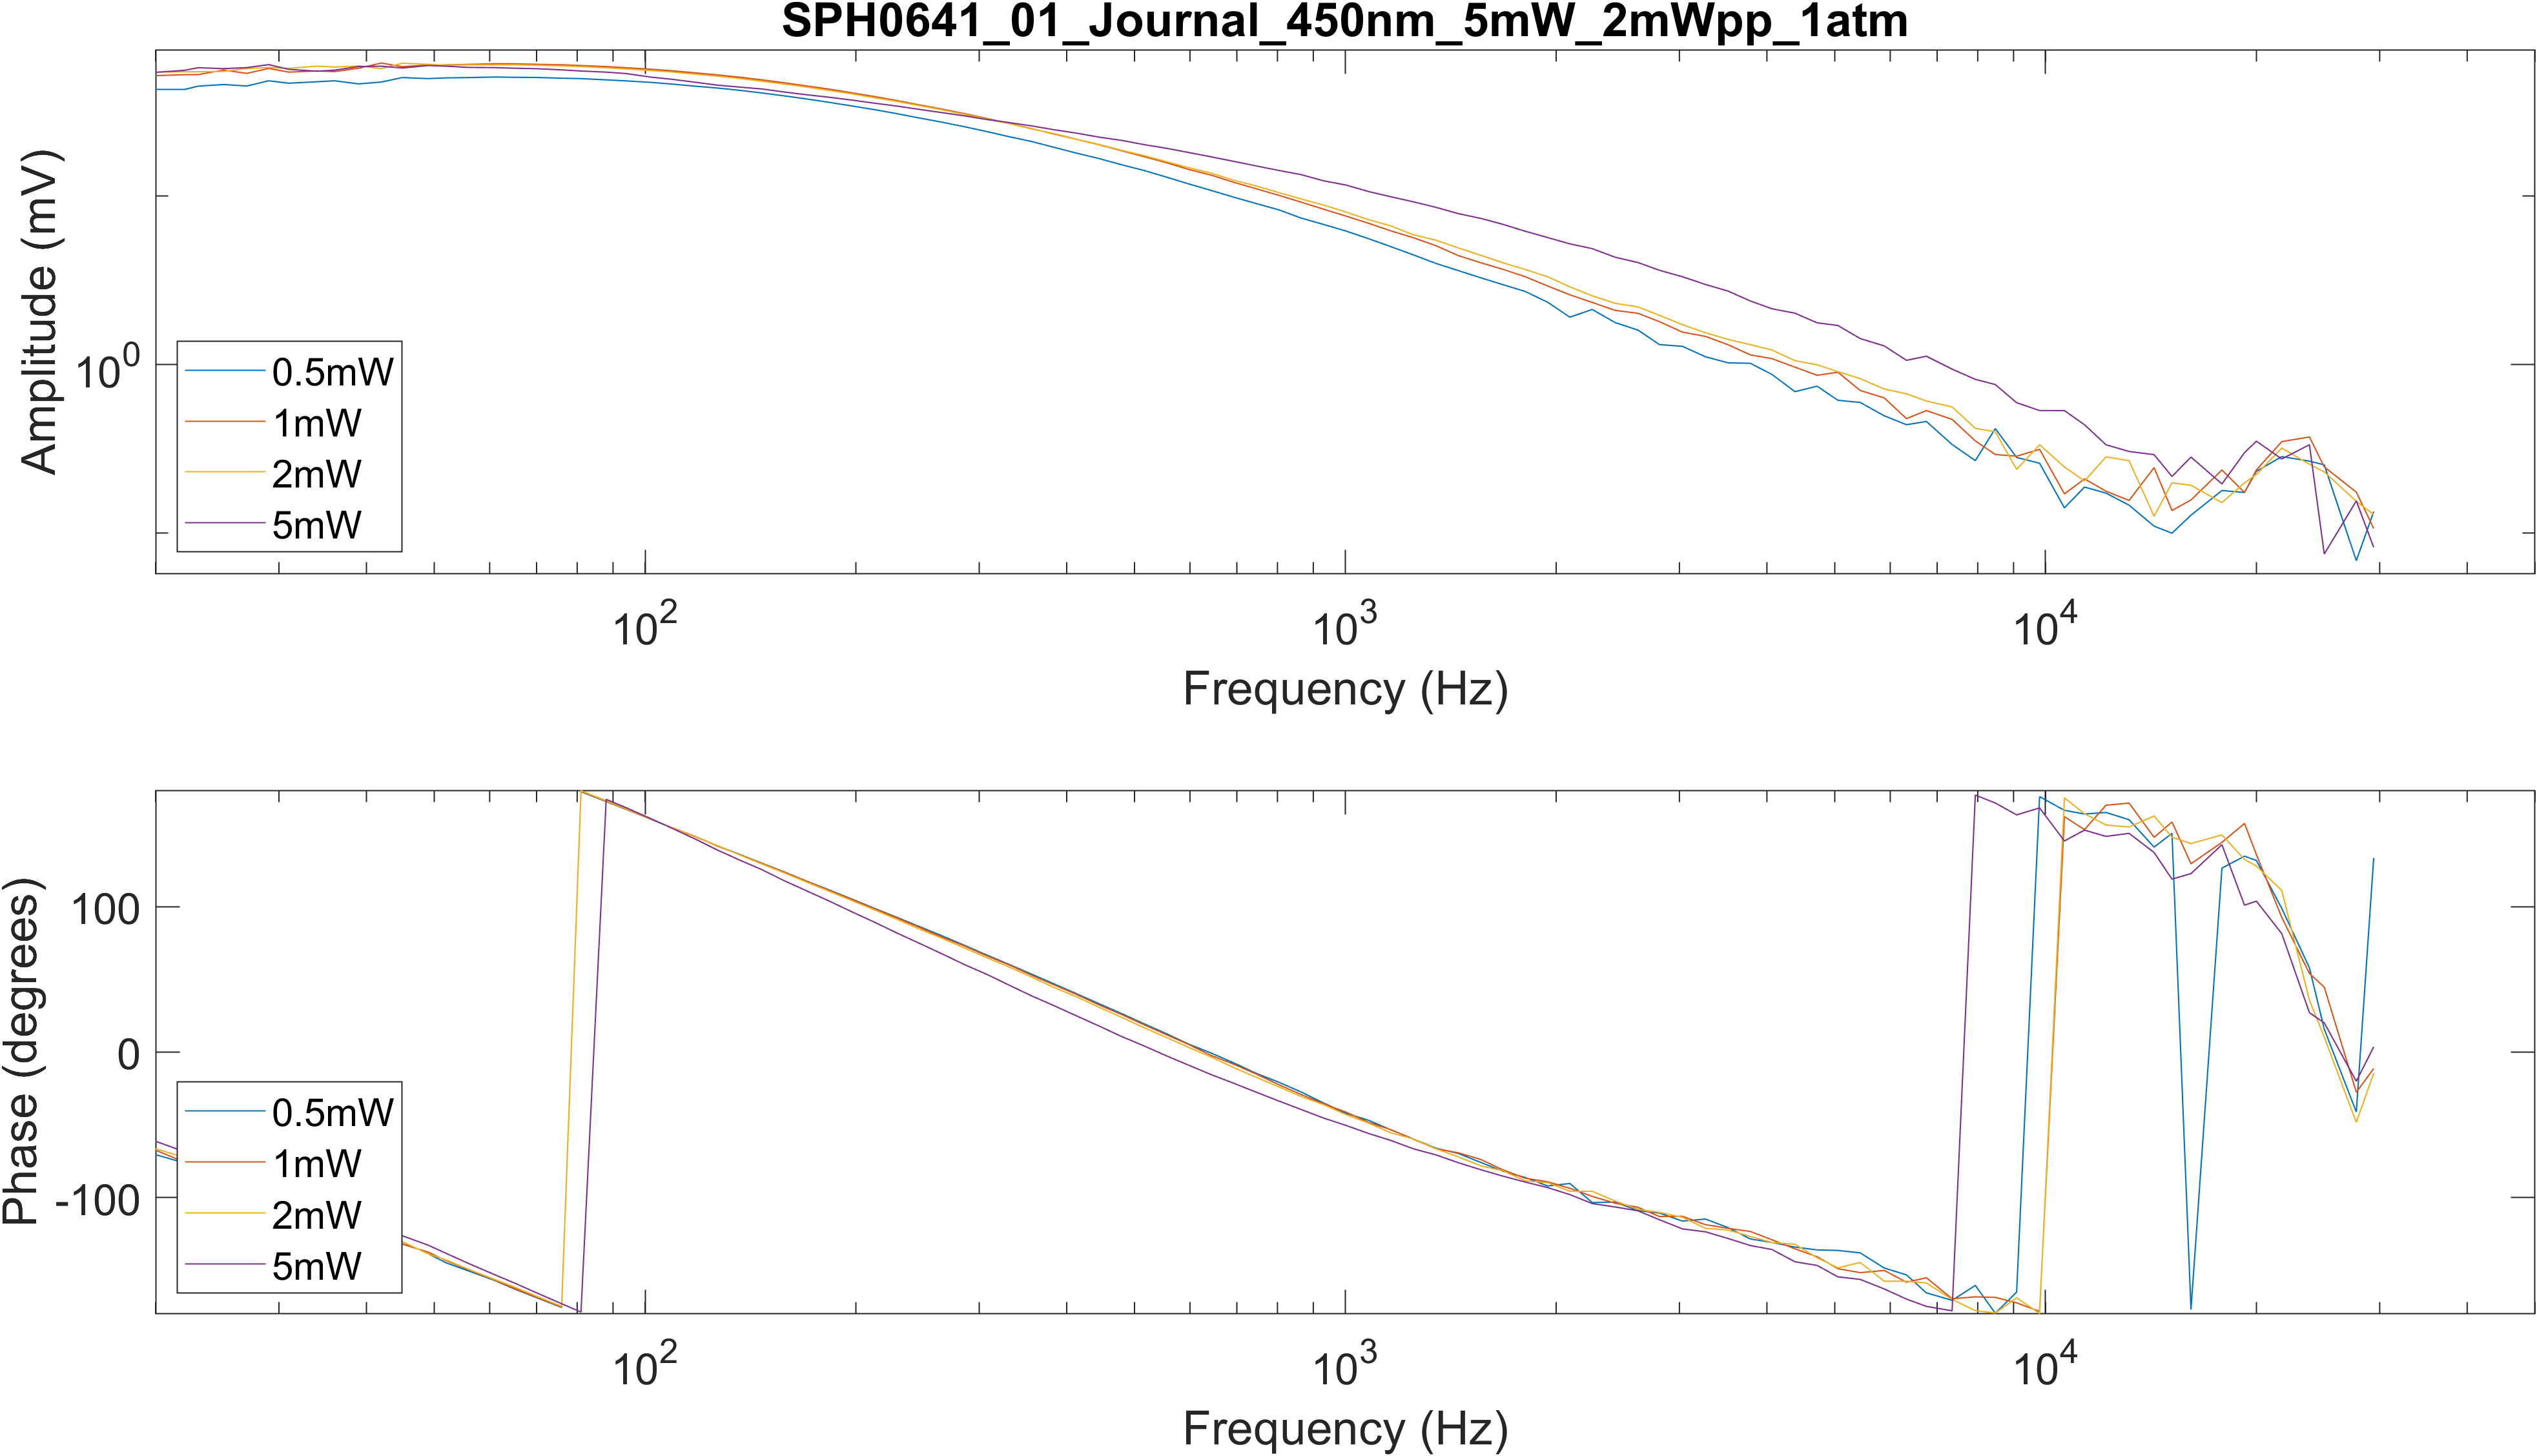 SPH0641_01_Journal_450nm_5mW_2mWpp_1atm
Amplitude (mV)
10^0
0.5mW
1mW
2mW
5mW
10^2 10^3 10^4
Frequency (Hz)
Phase (degrees)
100
0
-100
0.5mW
1mW
2mW
5mW
10^2 10^3 10^4
Frequency (Hz)